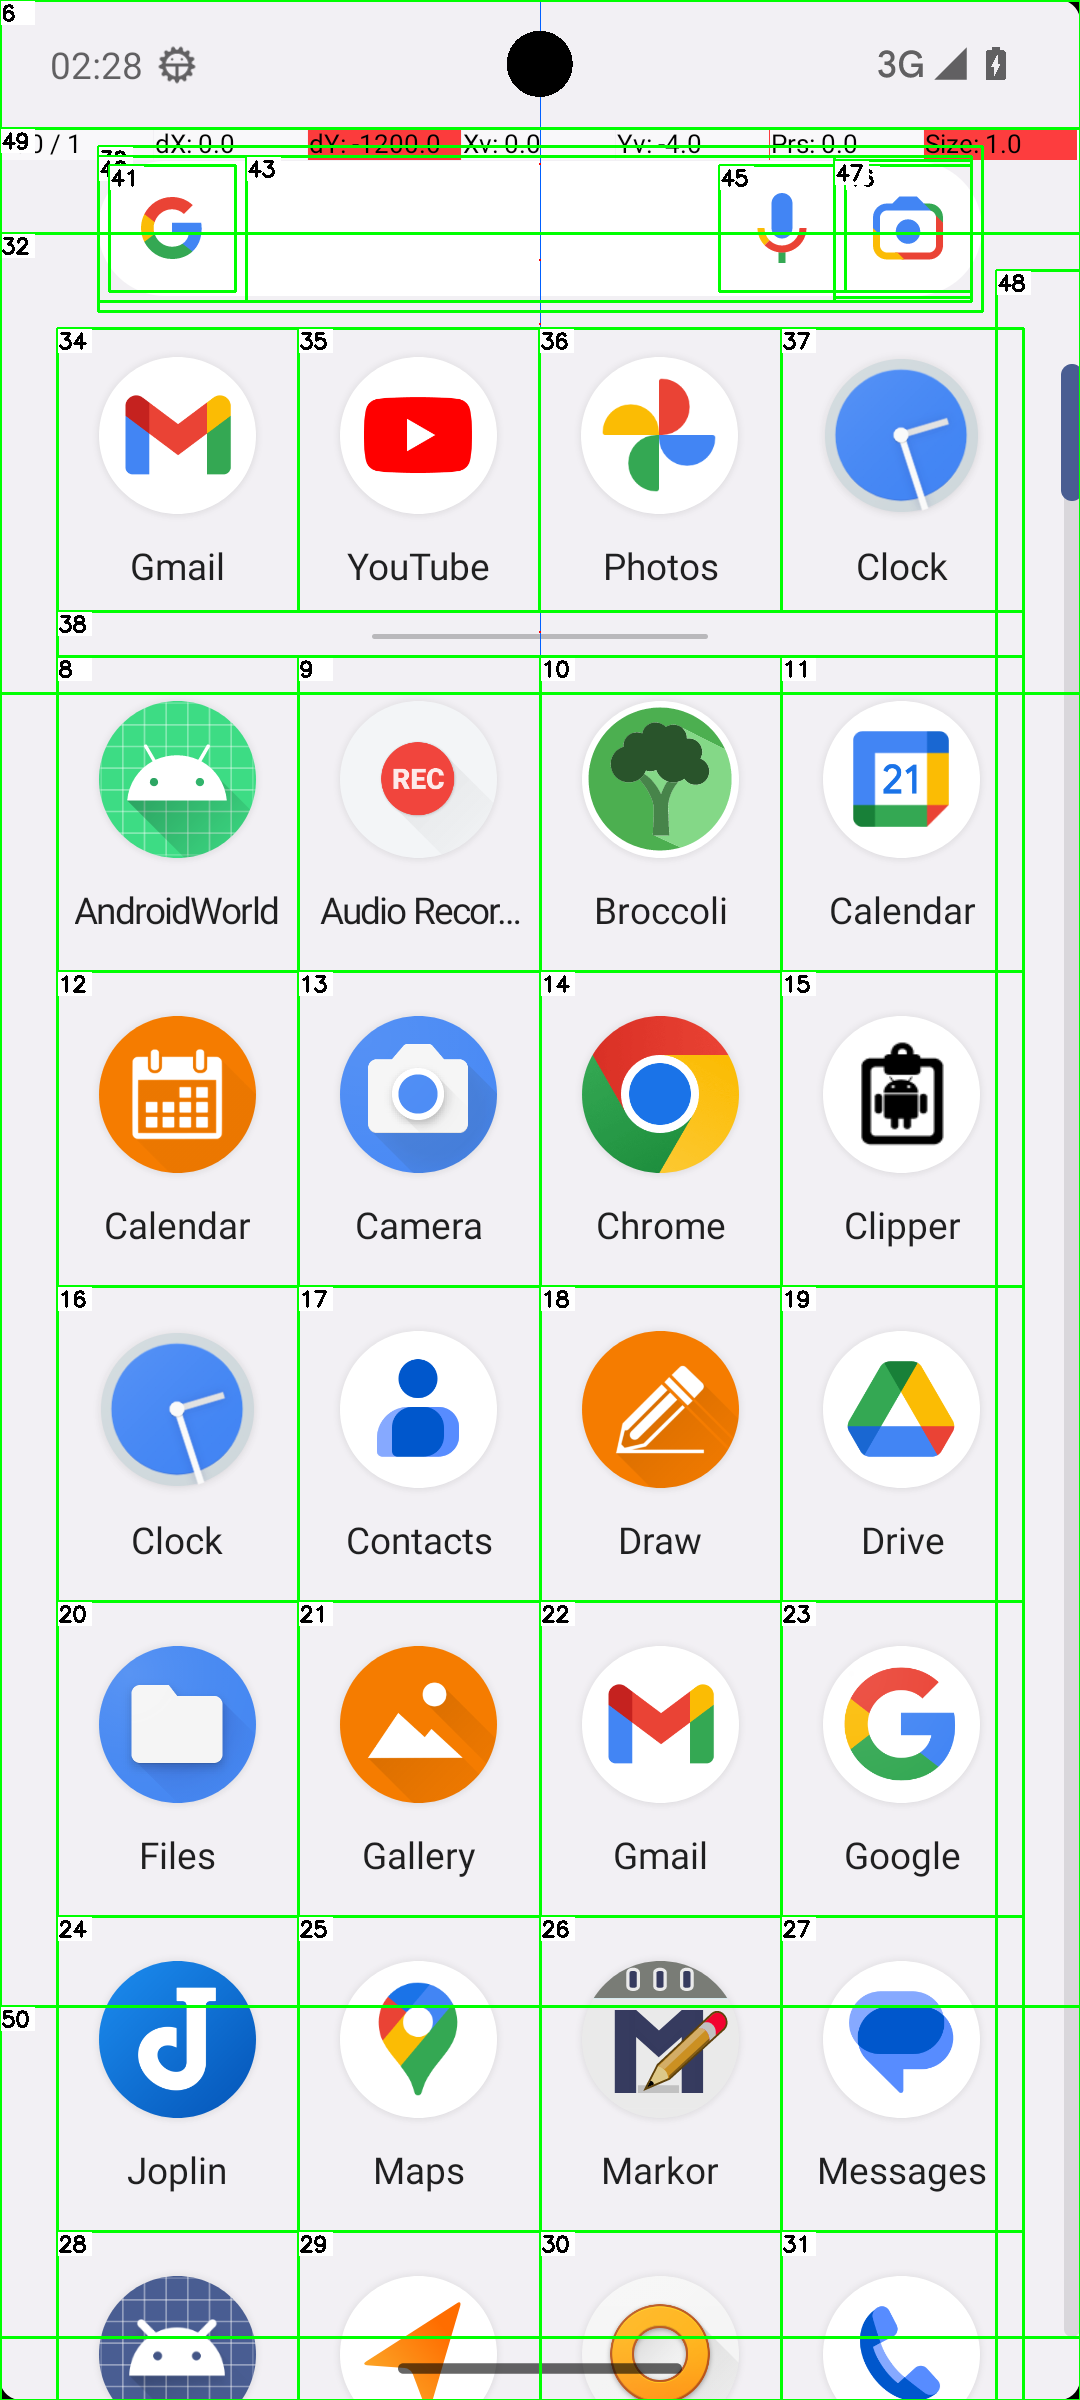 6
02:28
3G
49
0 / 1
dX: 0.0
dY: -1200.0
Xv: 0.0
Yv: -4.0
Prs: 0.0
Size: 1.0
41
43
45
47
32
48
34 35 36 37
Gmail YouTube Photos Clock
38
8 9 10 11
REC
21
AndroidWorld Audio Recor... Broccoli Calendar
12 13 14 15
Calendar Camera Chrome Clipper
16 17 18 19
Clock Contacts Draw Drive
20 21 22 23
Files Gallery Gmail Google
24 25 26 27
50
Joplin Maps Markor Messages
28 29 30 31